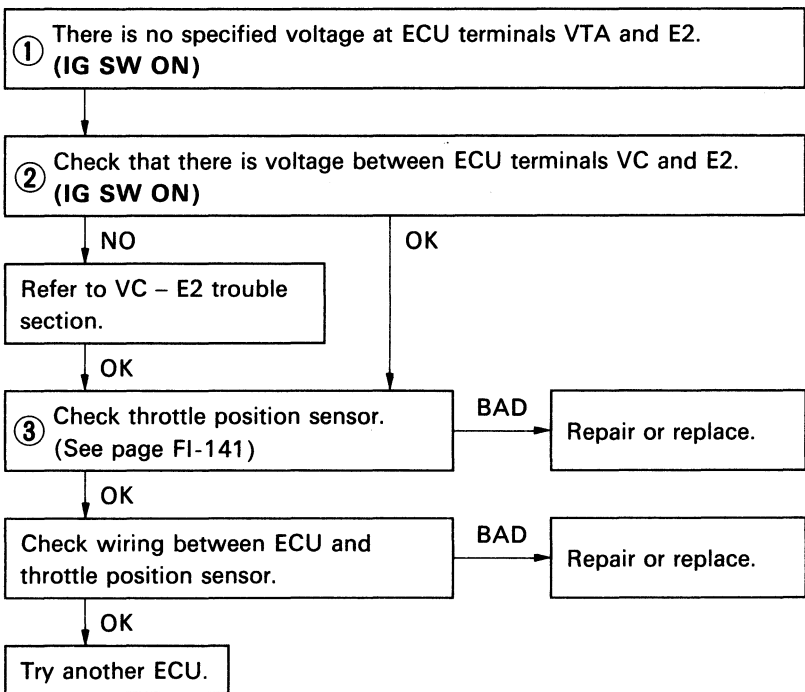 ① There is no specified voltage at ECU terminals VTA and E2.
(IG SW ON)
② Check that there is voltage between ECU terminals VC and E2.
(IG SW ON)
NO
OK
Refer to VC – E2 trouble
section.
OK
③ Check throttle position sensor.
(See page FI-141)
BAD
Repair or replace.
OK
Check wiring between ECU and
throttle position sensor.
BAD
Repair or replace.
OK
Try another ECU.